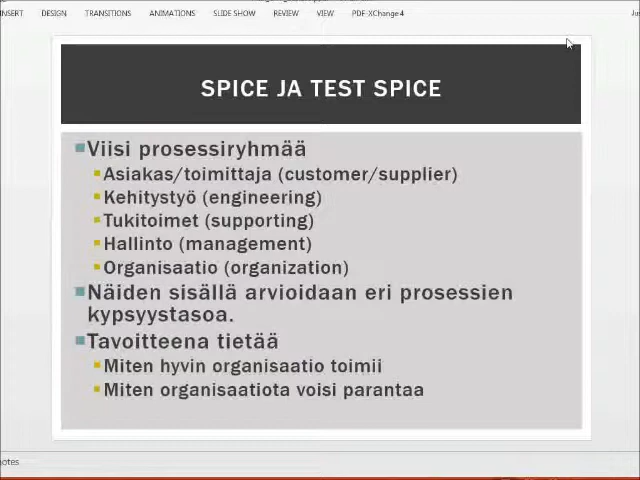 INSERT DESIGN TRANSITIONS ANIMATIONS SLIDE SHOW REVIEW VIEW PDF-XChange 4
SPICE JA TEST SPICE
Viisi prosessiryhmää
Asiakas/toimittaja (customer/supplier)
Kehitystyö (engineering)
Tukitoimet (supporting)
Hallinto (management)
Organisaatio (organization)
Näiden sisällä arvioidaan eri prosessien
kypsyystasoa.
Tavoitteena tietää
Miten hyvin organisaatio toimii
Miten organisaatiota voisi parantaa